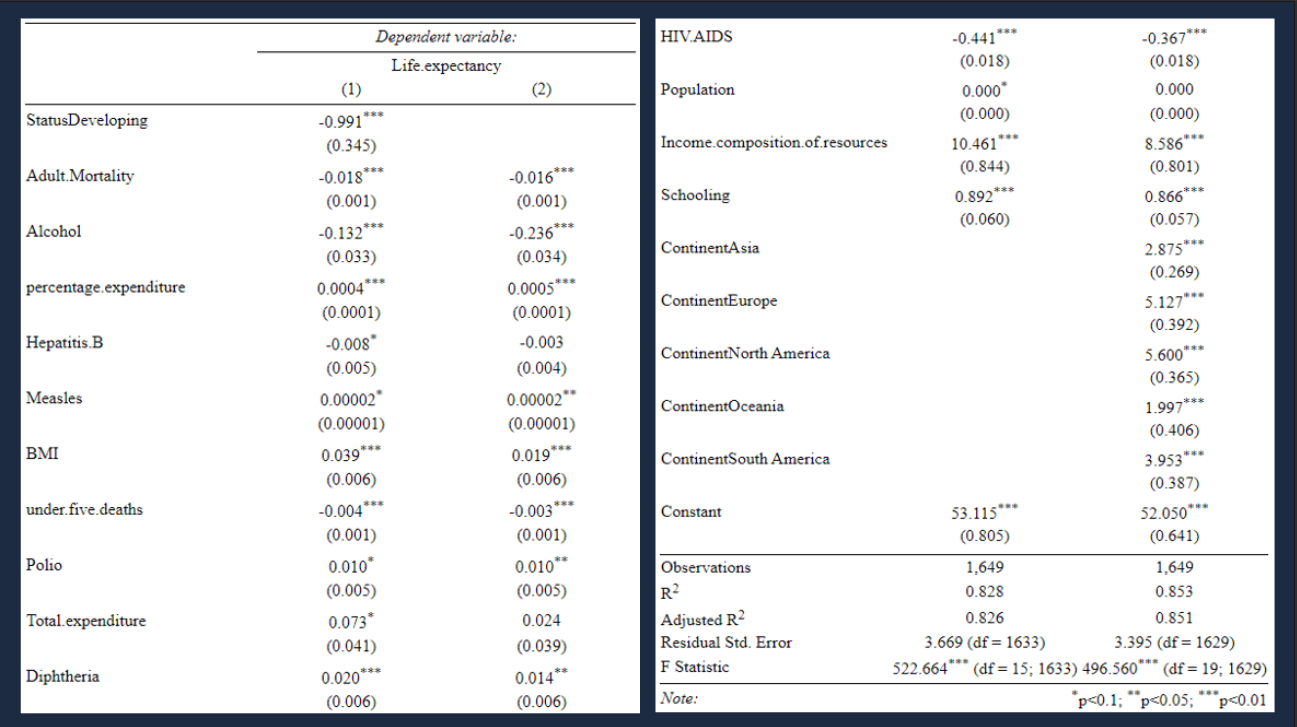 Dependent variable:
Life.expectancy
(1) (2)
StatusDeveloping -0.991***
(0.345)
Adult.Mortality -0.018*** -0.016***
(0.001) (0.001)
Alcohol -0.132*** -0.236***
(0.033) (0.034)
percentage.expenditure 0.0004*** 0.0005***
(0.0001) (0.0001)
Hepatitis.B -0.008* -0.003
(0.005) (0.004)
Measles 0.00002* 0.00002**
(0.00001) (0.00001)
BMI 0.039*** 0.019***
(0.006) (0.006)
under.five.deaths -0.004*** -0.003***
(0.001) (0.001)
Polio 0.010* 0.010**
(0.005) (0.005)
Total.expenditure 0.073* 0.024
(0.041) (0.039)
Diphtheria 0.020*** 0.014**
(0.006) (0.006)
HIV.AIDS -0.441*** -0.367***
(0.018) (0.018)
Population 0.000* 0.000
(0.000) (0.000)
Income.composition.of.resources 10.461*** 8.586***
(0.844) (0.801)
Schooling 0.892*** 0.866***
(0.060) (0.057)
ContinentAsia 2.875***
(0.269)
ContinentEurope 5.127***
(0.392)
ContinentNorth America 5.600***
(0.365)
ContinentOceania 1.997***
(0.406)
ContinentSouth America 3.953***
(0.387)
Constant 53.115*** 52.050***
(0.805) (0.641)
Observations 1,649 1,649
R2 0.828 0.853
Adjusted R2 0.826 0.851
Residual Std. Error 3.669 (df = 1633) 3.395 (df = 1629)
F Statistic 522.664*** (df = 15; 1633) 496.560*** (df = 19; 1629)
Note: *p<0.1; **p<0.05; ***p<0.01